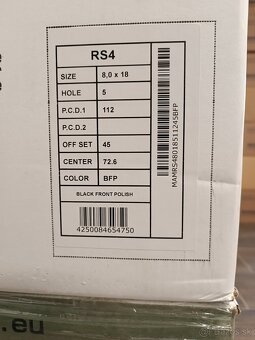 RS4
SIZE 8,0 x 18
HOLE 5
P.C.D.1 112
P.C.D.2
OFF SET 45
CENTER 72.6
COLOR BFP
BLACK FRONT POLISH
4250084654750
MAMRS48018511245BFP
.eu